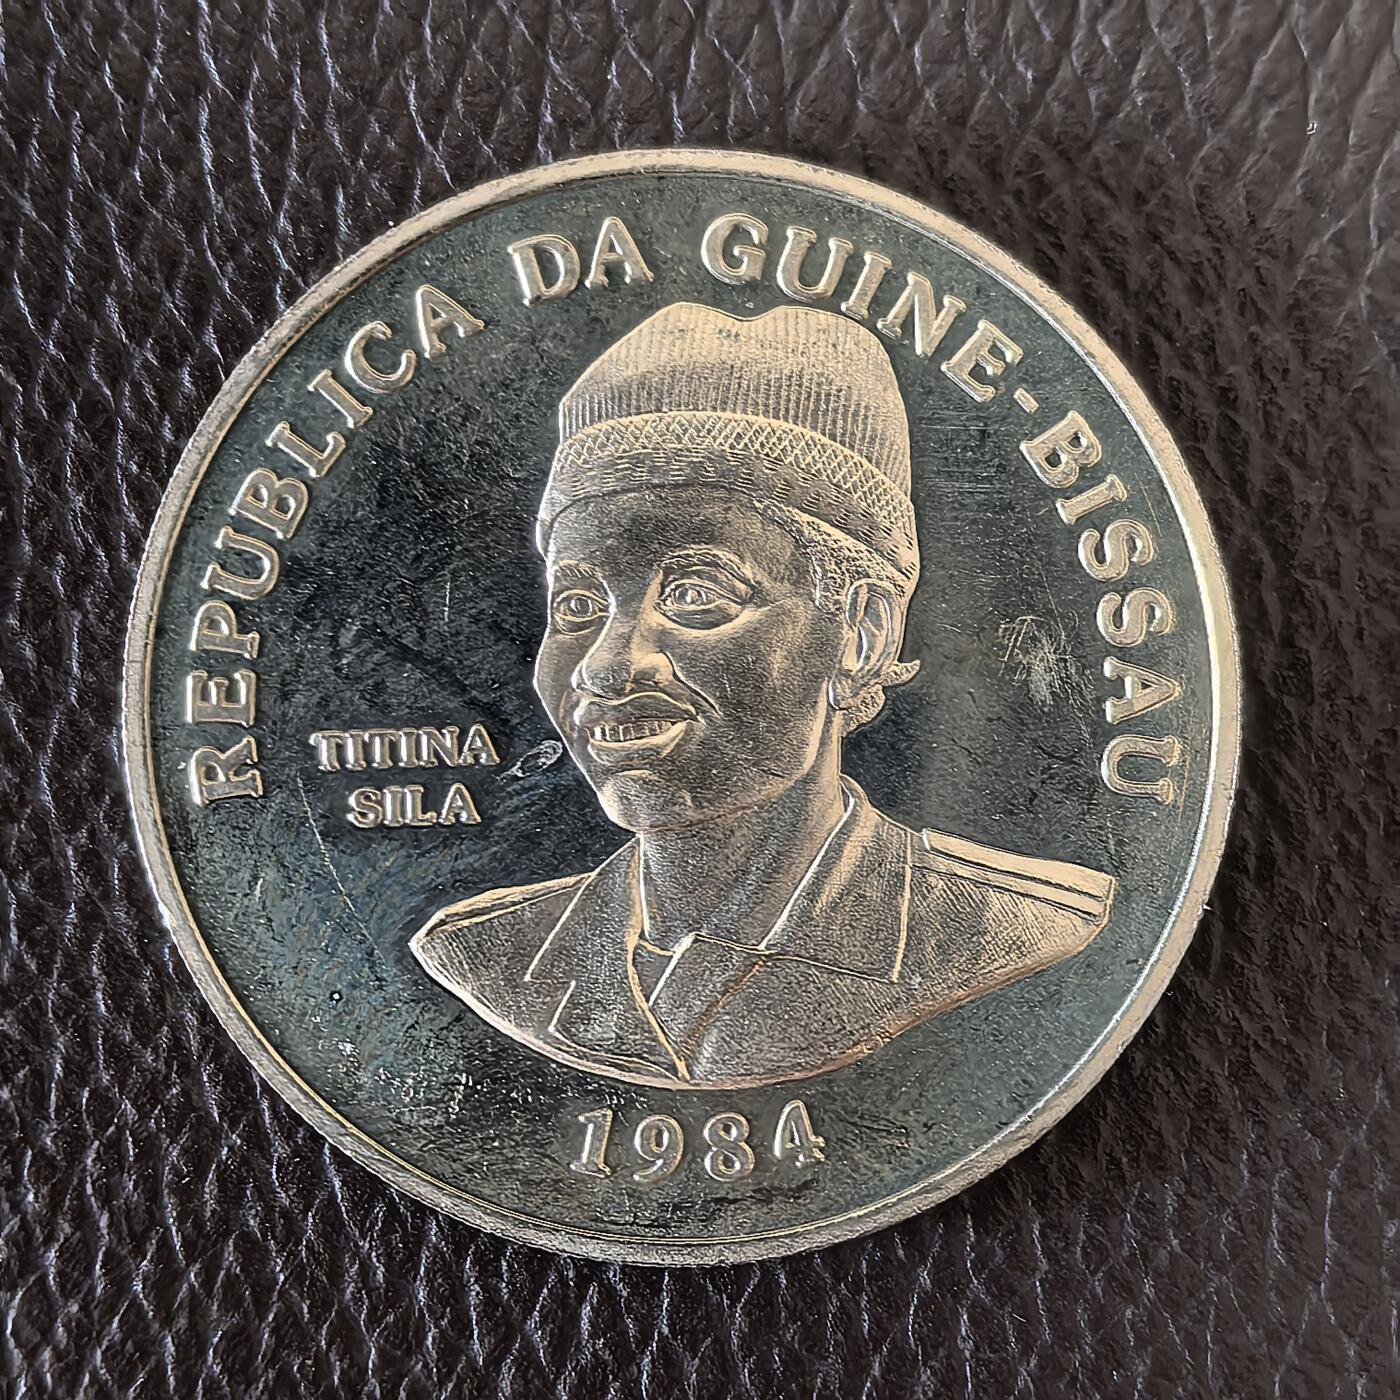 REPUBLICA DA GUINE-BISSAU
TITINA
SILA
1984